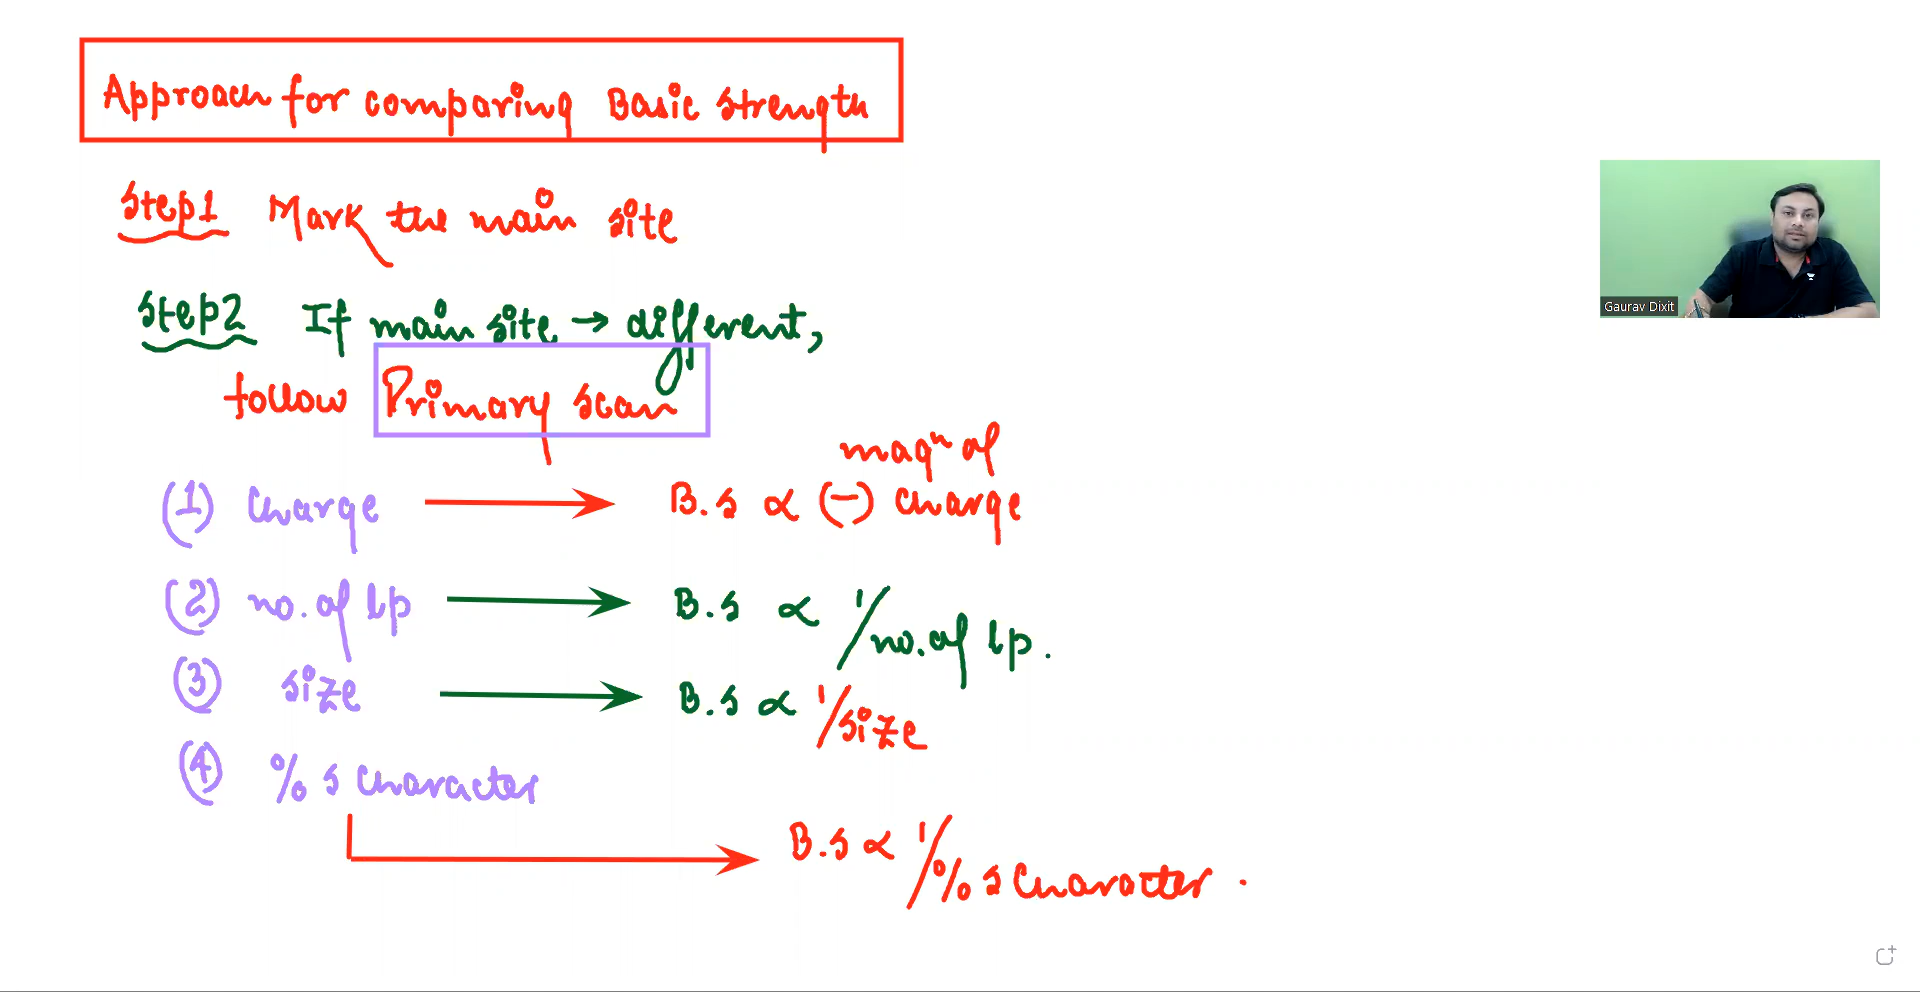 Approach for comparing Basic strength
Step1 Mark the main site
Step2 If main site → different,
follow Primary scan
(1) charge → B.s ∝ magⁿ of (-) charge
(2) no. of lp → B.s ∝ 1/no. of lp.
(3) size → B.s ∝ 1/size
(4) % s character
→ B.s ∝ 1/% s character.
Gaurav Dixit